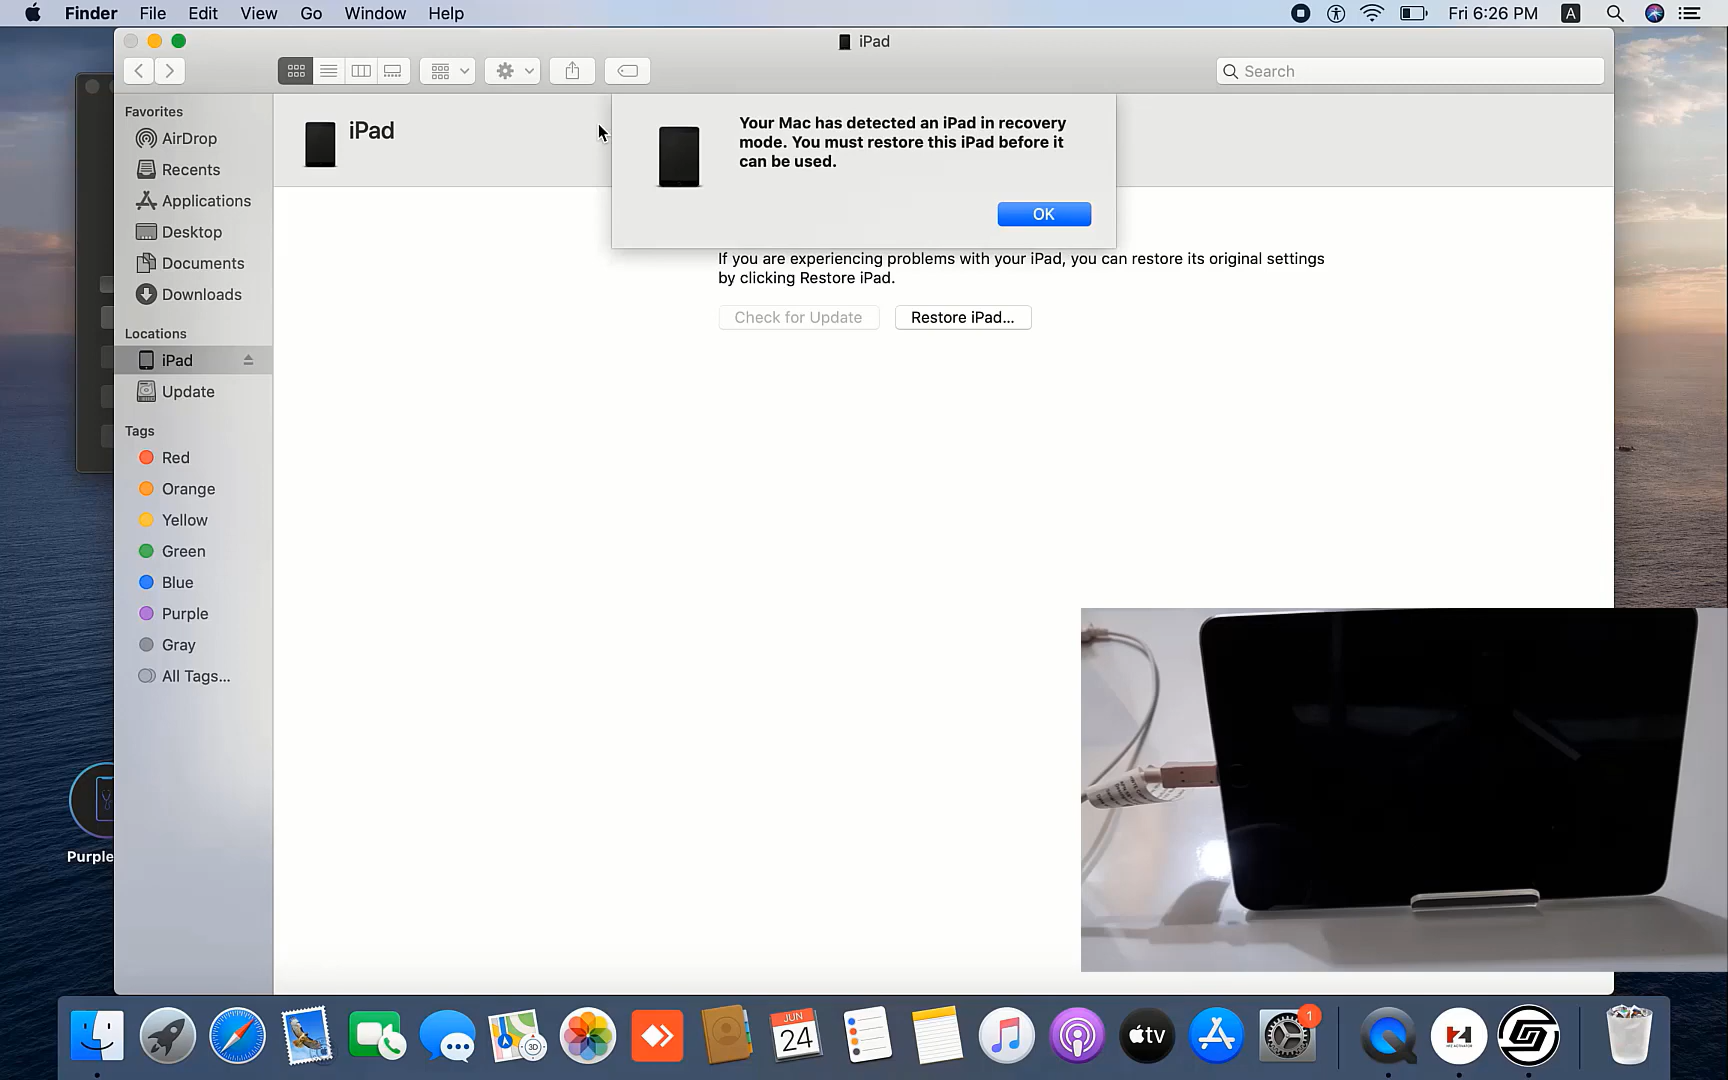 Finder File Edit View Go Window Help Fri 6:26 PM A
iPad
Search
Favorites
AirDrop
Recents
Applications
Desktop
Documents
Downloads
Locations
iPad
Update
Tags
Red
Orange
Yellow
Green
Blue
Purple
Gray
All Tags...
iPad
Your Mac has detected an iPad in recovery
mode. You must restore this iPad before it
can be used.
OK
If you are experiencing problems with your iPad, you can restore its original settings
by clicking Restore iPad.
Check for Update Restore iPad...
Purple
3D
JUN
24
tv
1